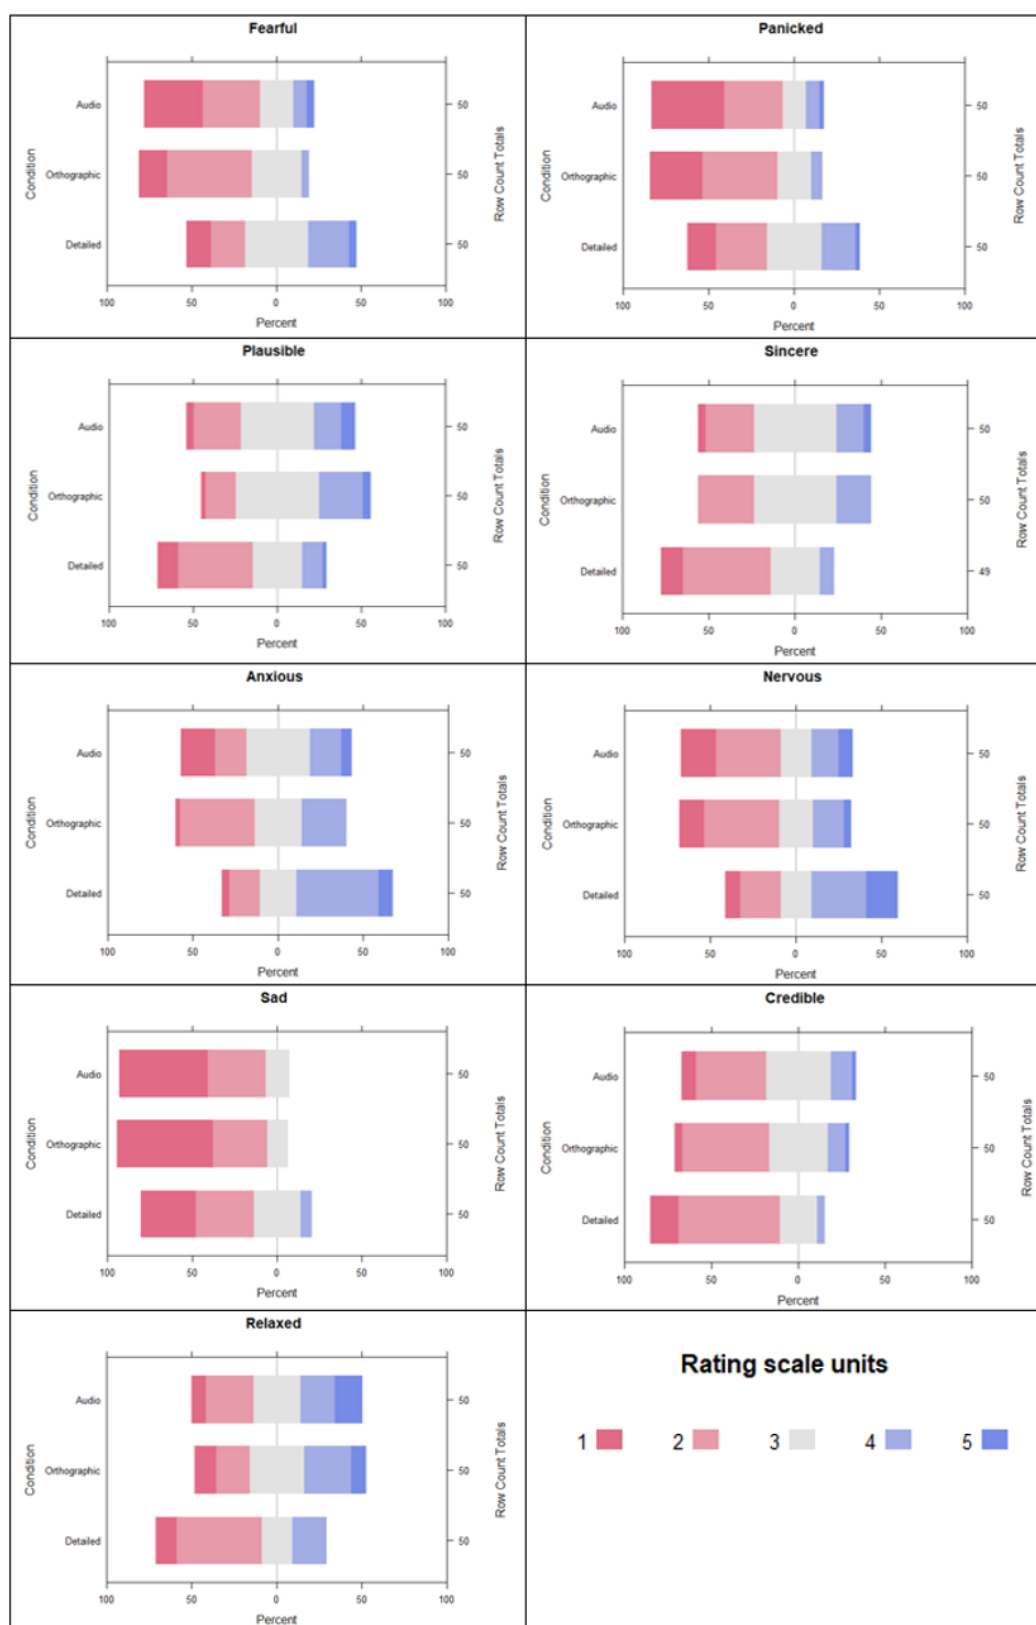 Fearful
Condition
Audio
Orthographic
Detailed
50
50
50
Row Count Totals
100 50 0 50 100
Percent
Panicked
Condition
Audio
Orthographic
Detailed
50
50
50
Row Count Totals
100 50 0 50 100
Percent
Plausible
Condition
Audio
Orthographic
Detailed
50
50
50
Row Count Totals
100 50 0 50 100
Percent
Sincere
Condition
Audio
Orthographic
Detailed
50
50
49
Row Count Totals
100 50 0 50 100
Percent
Anxious
Condition
Audio
Orthographic
Detailed
50
50
50
Row Count Totals
100 50 0 50 100
Percent
Nervous
Condition
Audio
Orthographic
Detailed
50
50
50
Row Count Totals
100 50 0 50 100
Percent
Sad
Condition
Audio
Orthographic
Detailed
50
50
50
Row Count Totals
100 50 0 50 100
Percent
Credible
Condition
Audio
Orthographic
Detailed
50
50
50
Row Count Totals
100 50 0 50 100
Percent
Relaxed
Condition
Audio
Orthographic
Detailed
50
50
50
Row Count Totals
100 50 0 50 100
Percent
Rating scale units
1 2 3 4 5